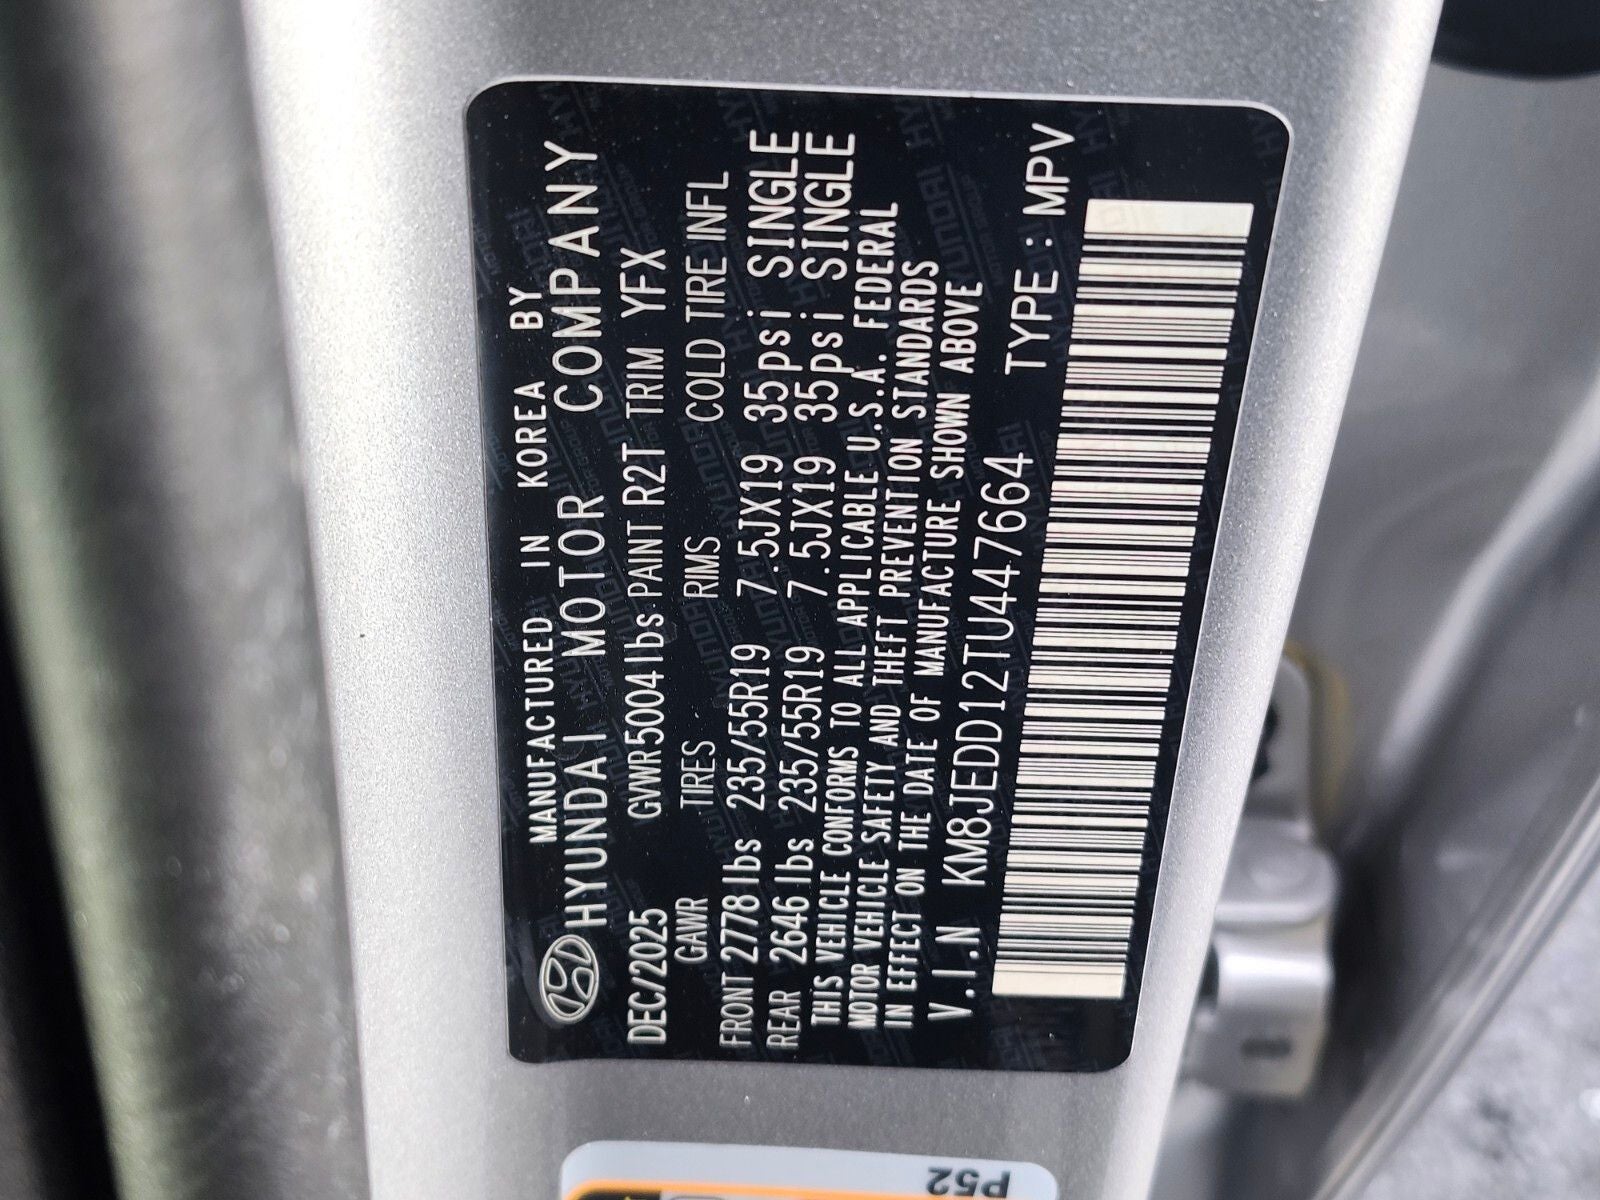 MANUFACTURED IN KOREA BY
HYUNDAI MOTOR COMPANY
DEC/2025 GVWR 5004 lbs PAINT R2T TRIM YFX
GAWR TIRES RIMS COLD TIRE INFL
FRONT 2778 lbs 235/55R19 7.5JX19 35psi SINGLE
REAR 2646 lbs 235/55R19 7.5JX19 35psi SINGLE
THIS VEHICLE CONFORMS TO ALL APPLICABLE U.S.A. FEDERAL
MOTOR VEHICLE SAFETY AND THEFT PREVENTION STANDARDS
IN EFFECT ON THE DATE OF MANUFACTURE SHOWN ABOVE
V.I.N KM8JEDD12TU447664 TYPE: MPV
P52